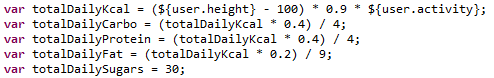 var totalDailyKcal = (${user.height} - 100) * 0.9 * ${user.activity};
var totalDailyCarbo = (totalDailyKcal * 0.4) / 4;
var totalDailyProtein = (totalDailyKcal * 0.4) / 4;
var totalDailyFat = (totalDailyKcal * 0.2) / 9;
var totalDailySugars = 30;